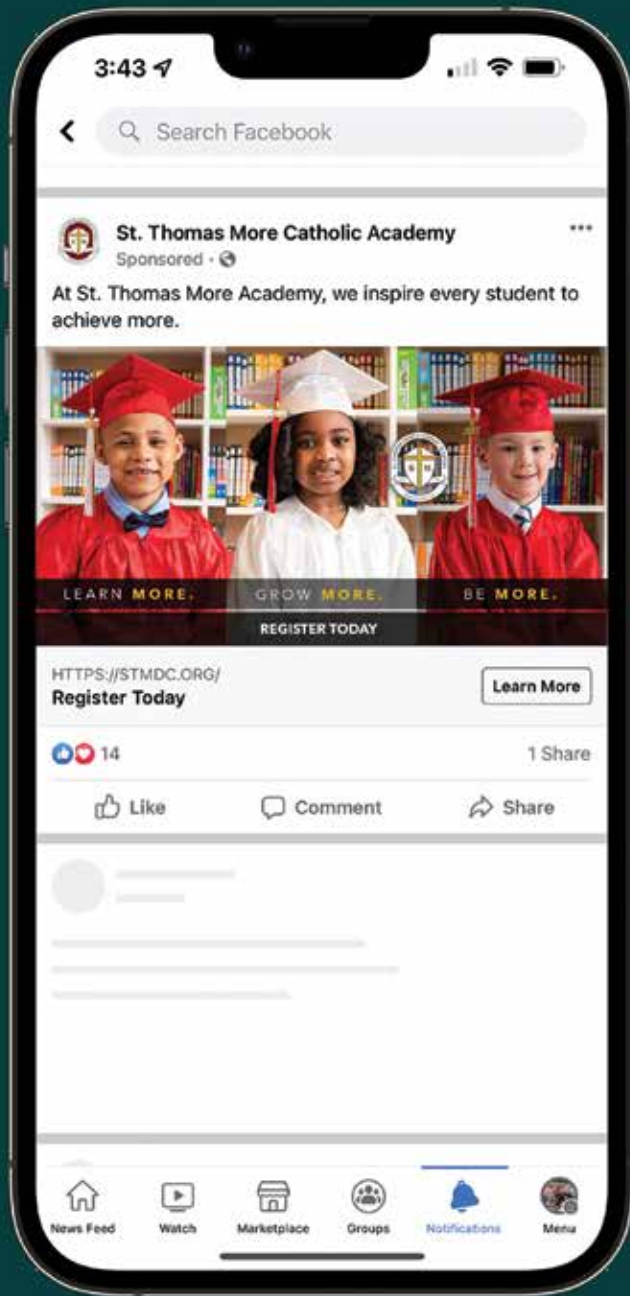 3:43
Search Facebook
St. Thomas More Catholic Academy
Sponsored
At St. Thomas More Academy, we inspire every student to
achieve more.
LEARN MORE.
GROW MORE.
BE MORE.
REGISTER TODAY
HTTPS://STMDC.ORG/
Register Today
Learn More
14
1 Share
Like
Comment
Share
News Feed
Watch
Marketplace
Groups
Notifications
Menu